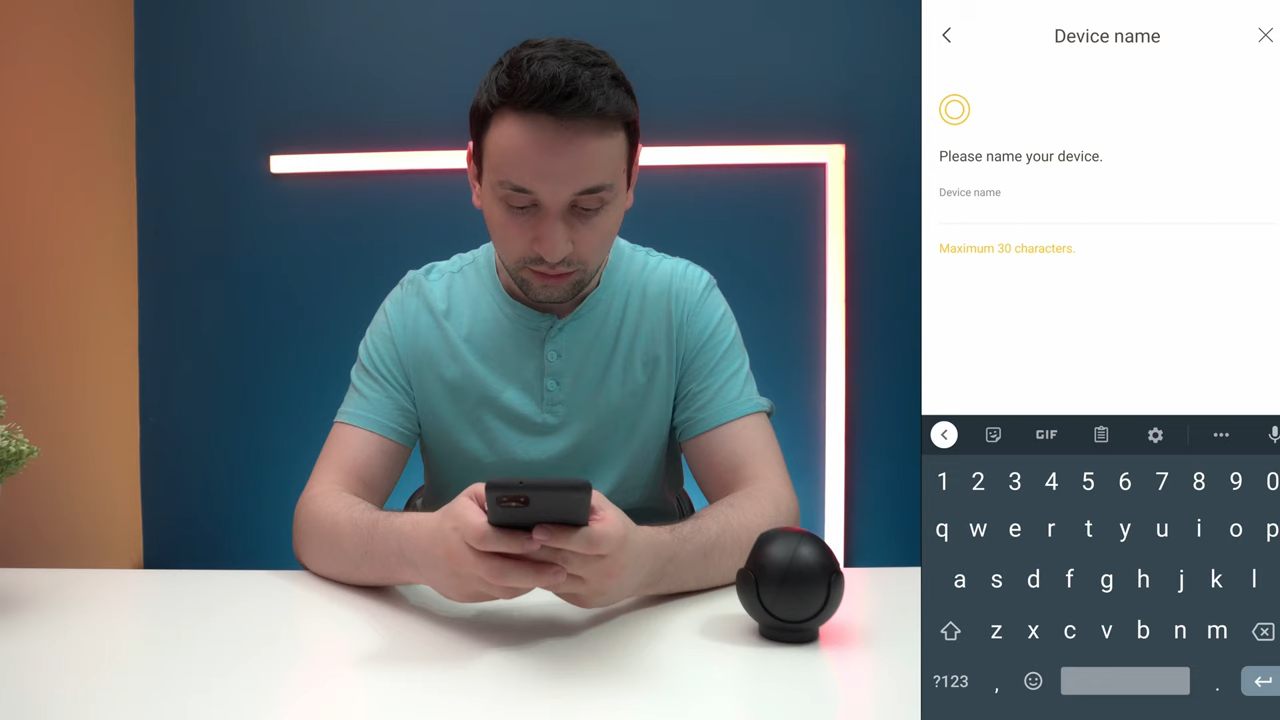 Device name
Please name your device.
Device name
Maximum 30 characters.
GIF
1 2 3 4 5 6 7 8 9 0
q w e r t y u i o p
a s d f g h j k l
z x c v b n m
?123 , .